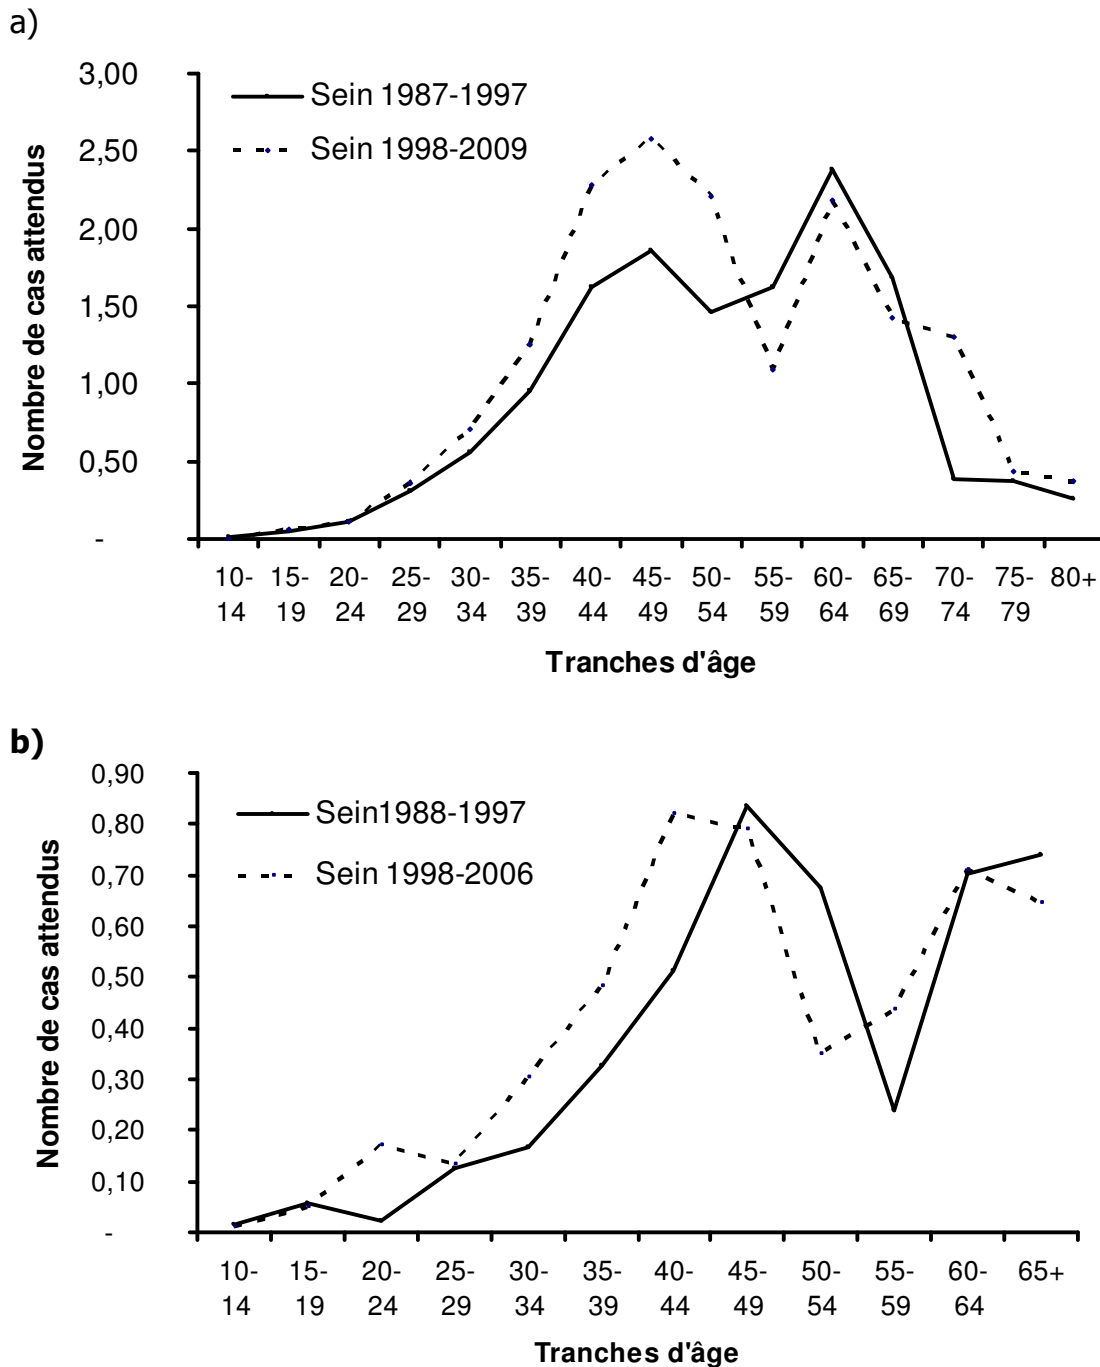 a)
3,00
2,50
2,00
1,50
1,00
0,50
-
Nombre de cas attendus
Sein 1987-1997
Sein 1998-2009
10- 15- 20- 25- 30- 35- 40- 45- 50- 55- 60- 65- 70- 75- 80+
14 19 24 29 34 39 44 49 54 59 64 69 74 79
Tranches d'âge
b)
0,90
0,80
0,70
0,60
0,50
0,40
0,30
0,20
0,10
-
Nombre de cas attendus
Sein1988-1997
Sein 1998-2006
10- 15- 20- 25- 30- 35- 40- 45- 50- 55- 60- 65+
14 19 24 29 34 39 44 49 54 59 64
Tranches d'âge